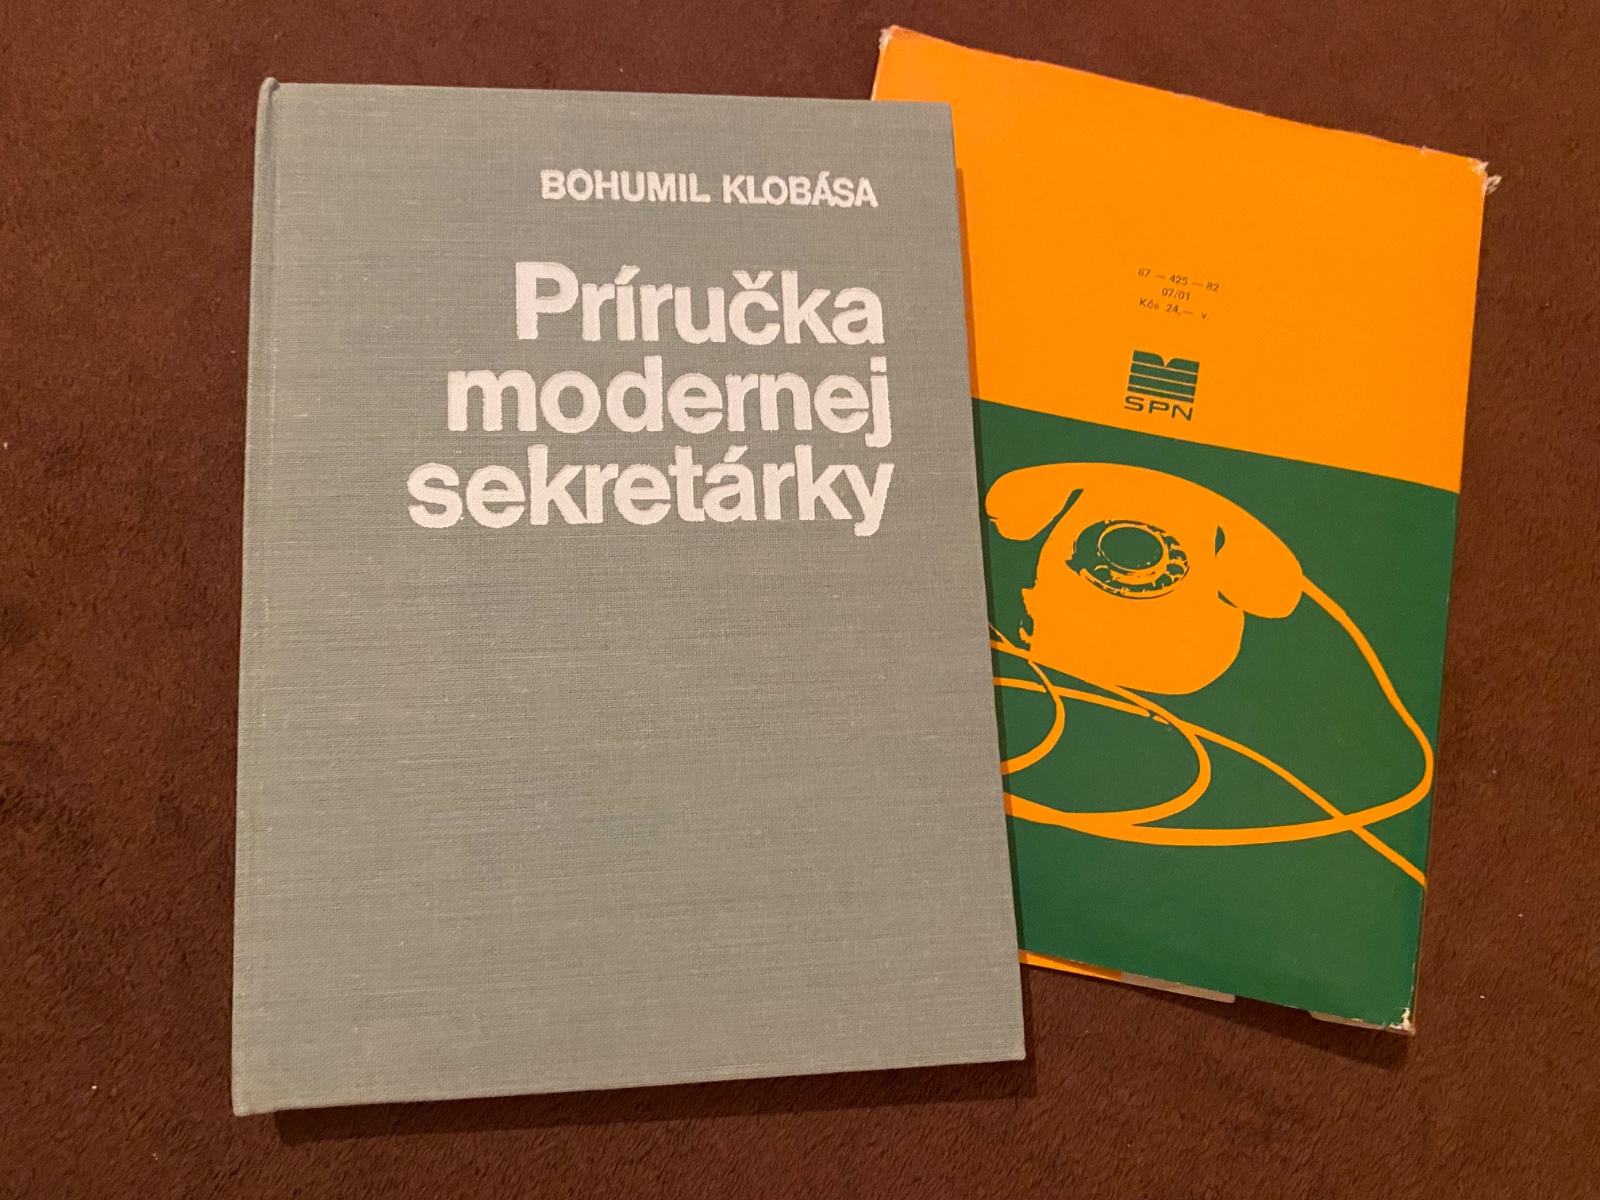 BOHUMIL KLOBÁSA
Príručka
modernej
sekretárky
67 — 425 — 82
07/01
Kčs 24,— v.
SPN